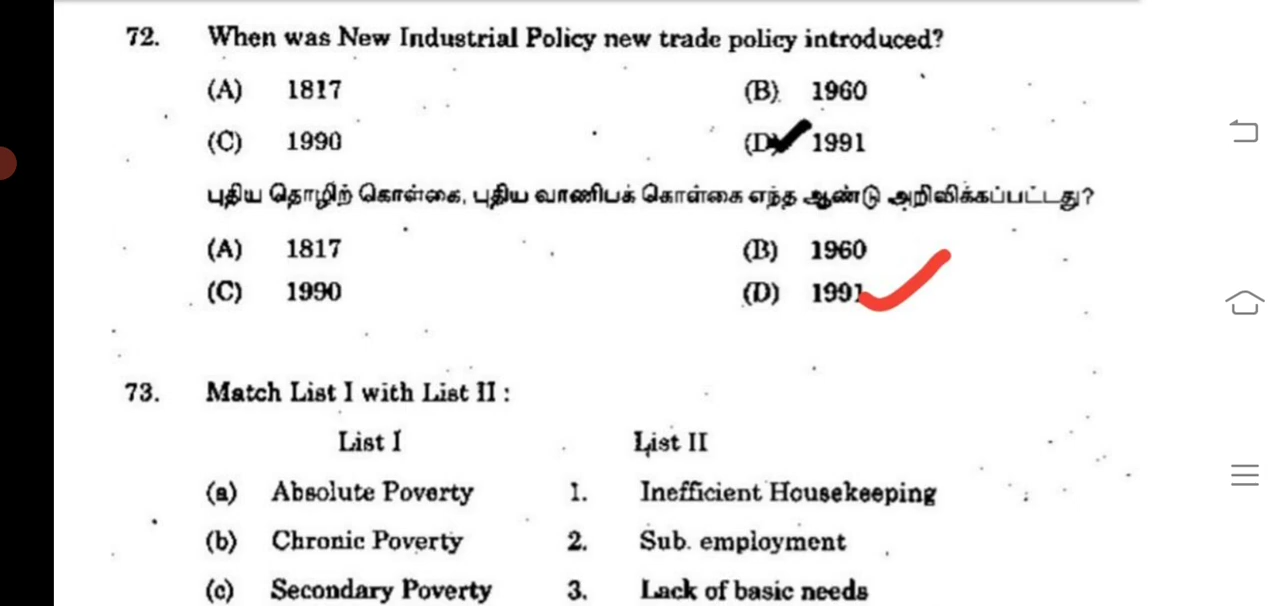 72. When was New Industrial Policy new trade policy introduced?
(A) 1817 (B) 1960
(C) 1990 (D) 1991
புதிய தொழிற் கொள்கை, புதிய வாணிபக் கொள்கை எந்த ஆண்டு அறிவிக்கப்பட்டது?
(A) 1817 (B) 1960
(C) 1990 (D) 1991
73. Match List I with List II :
List I List II
(a) Absolute Poverty 1. Inefficient Housekeeping
(b) Chronic Poverty 2. Sub. employment
(c) Secondary Poverty 3. Lack of basic needs